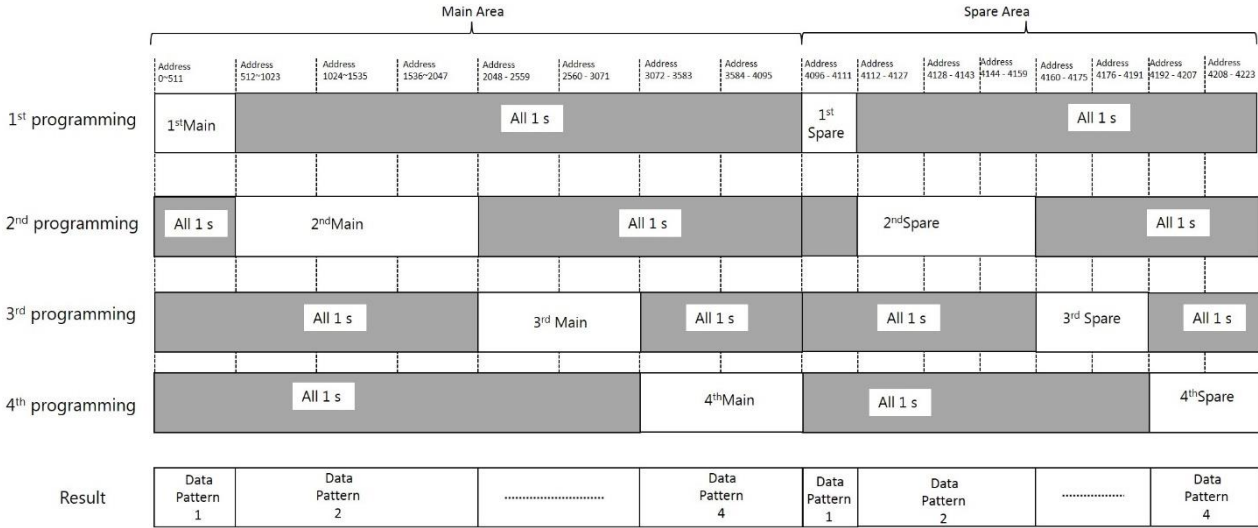 Main Area
Spare Area
Address
0~511
Address
512~1023
Address
1024~1535
Address
1536~2047
Address
2048 - 2559
Address
2560 - 3071
Address
3072 - 3583
Address
3584 - 4095
Address
4096 - 4111
Address
4112 - 4127
Address
4128 - 4143
Address
4144 - 4159
Address
4160 - 4175
Address
4176 - 4191
Address
4192 - 4207
Address
4208 - 4223
1st programming
1stMain
All 1 s
1st
Spare
All 1 s
2nd programming
All 1 s
2ndMain
All 1 s
2ndSpare
All 1 s
3rd programming
All 1 s
3rd Main
All 1 s
All 1 s
3rd Spare
All 1 s
4th programming
All 1 s
4thMain
All 1 s
4thSpare
Result
Data
Pattern
1
Data
Pattern
2
......................
Data
Pattern
4
Data
Pattern
1
Data
Pattern
2
....................
Data
Pattern
4